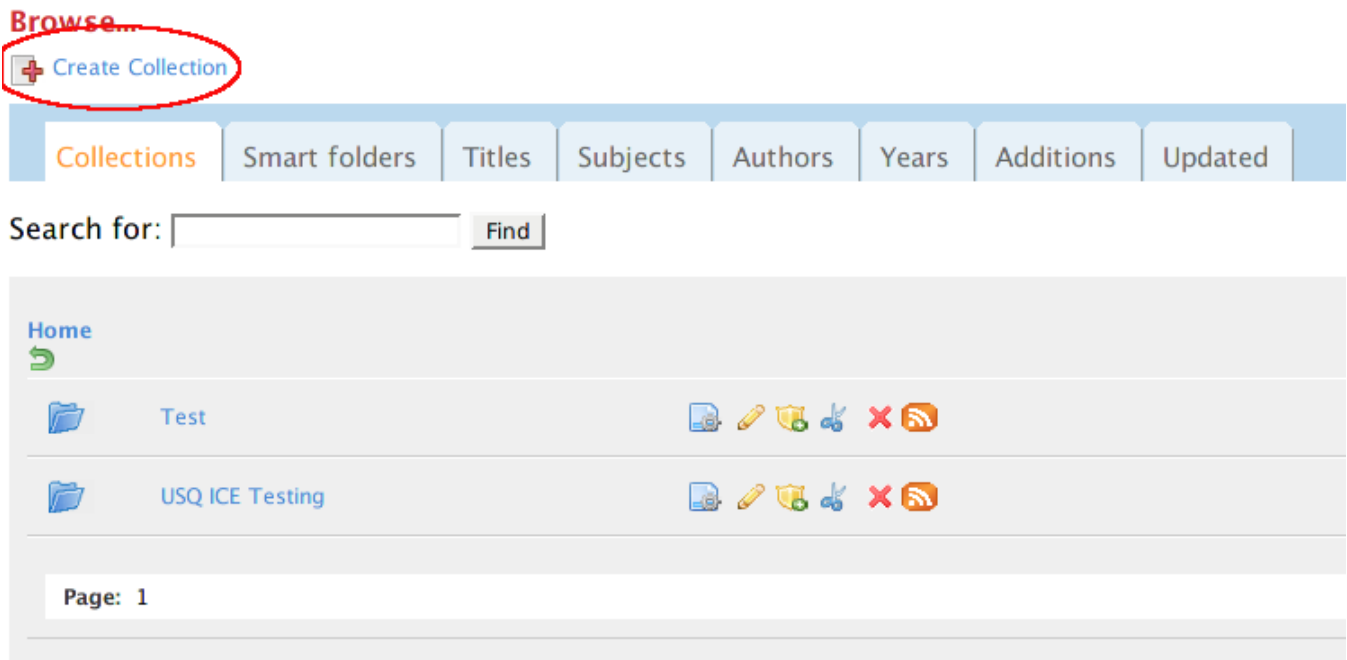 Browse...
Create Collection
Collections Smart folders Titles Subjects Authors Years Additions Updated
Search for: Find
Home
Test
USQ ICE Testing
Page: 1